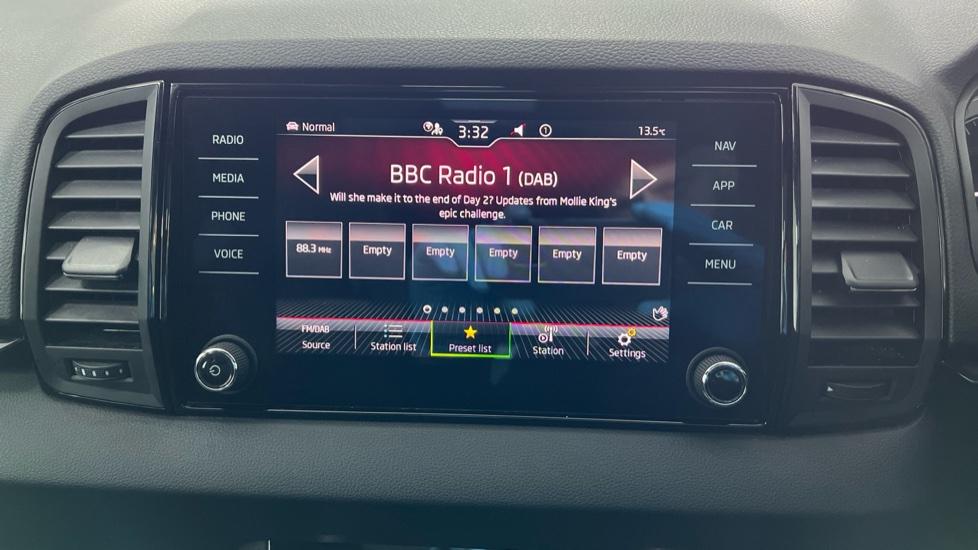 RADIO
MEDIA
PHONE
VOICE
Normal
3:32
1
13.5°C
BBC Radio 1 (DAB)
Will she make it to the end of Day 2? Updates from Mollie King's
epic challenge.
88.3 MHz
Empty
Empty
Empty
Empty
Empty
FM/DAB
Source
Station list
Preset list
Station
Settings
NAV
APP
CAR
MENU